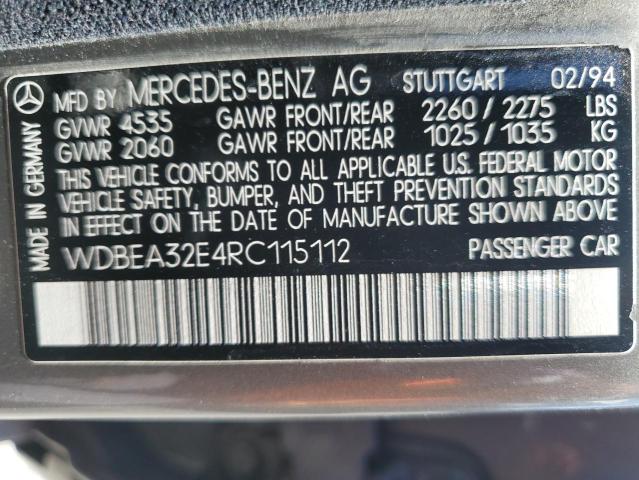 MFD BY MERCEDES-BENZ AG STUTTGART 02/94
GVWR 4535 GAWR FRONT/REAR 2260 / 2275 LBS
GVWR 2060 GAWR FRONT/REAR 1025 / 1035 KG
THIS VEHICLE CONFORMS TO ALL APPLICABLE U.S. FEDERAL MOTOR
VEHICLE SAFETY, BUMPER, AND THEFT PREVENTION STANDARDS
IN EFFECT ON THE DATE OF MANUFACTURE SHOWN ABOVE
WDBEA32E4RC115112 PASSENGER CAR
MADE IN GERMANY